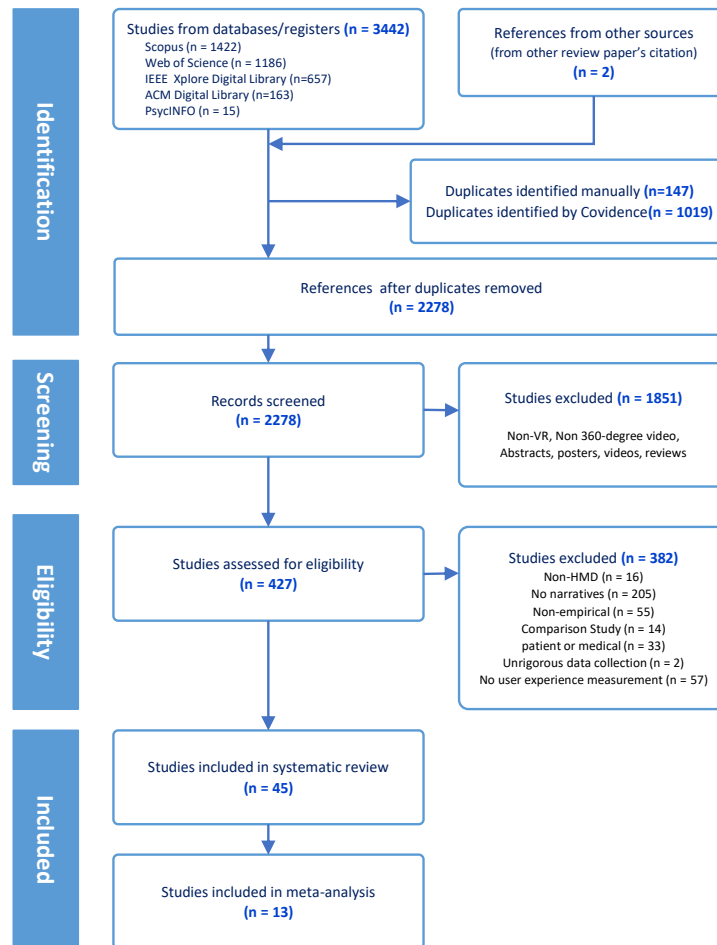 Identification
Studies from databases/registers (n = 3442)
Scopus (n = 1422)
Web of Science (n = 1186)
IEEE Xplore Digital Library (n=657)
ACM Digital Library (n=163)
PsycINFO (n = 15)
References from other sources
(from other review paper's citation)
(n = 2)
Duplicates identified manually (n=147)
Duplicates identified by Covidence(n = 1019)
References after duplicates removed
(n = 2278)
Screening
Records screened
(n = 2278)
Studies excluded (n = 1851)
Non-VR, Non 360-degree video,
Abstracts, posters, videos, reviews
Eligibility
Studies assessed for eligibility
(n = 427)
Studies excluded (n = 382)
Non-HMD (n = 16)
No narratives (n = 205)
Non-empirical (n = 55)
Comparison Study (n = 14)
patient or medical (n = 33)
Unrigorous data collection (n = 2)
No user experience measurement (n = 57)
Included
Studies included in systematic review
(n = 45)
Studies included in meta-analysis
(n = 13)